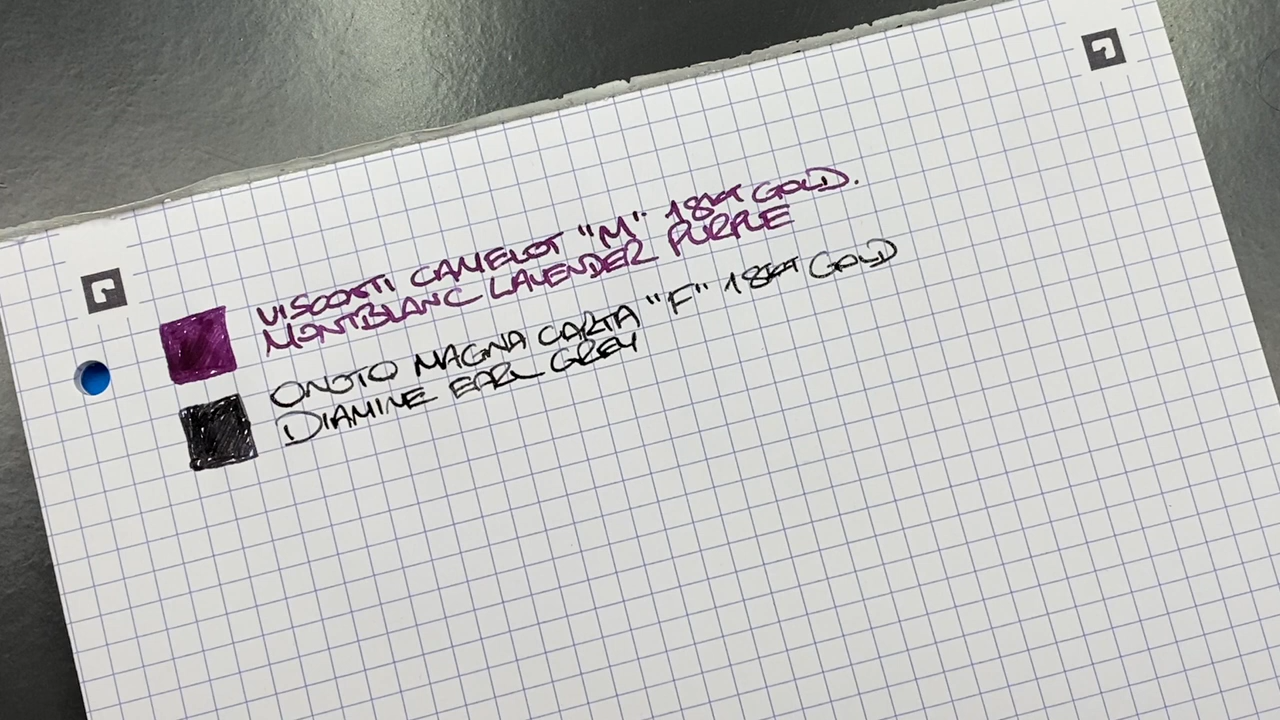 VISCONTI CAMELOT "M" 18KT GOLD.
MONTBLANC LAVENDER PURPLE
ONOTO MAGNA CARTA "F" 18KT GOLD
DIAMINE EARL GREY